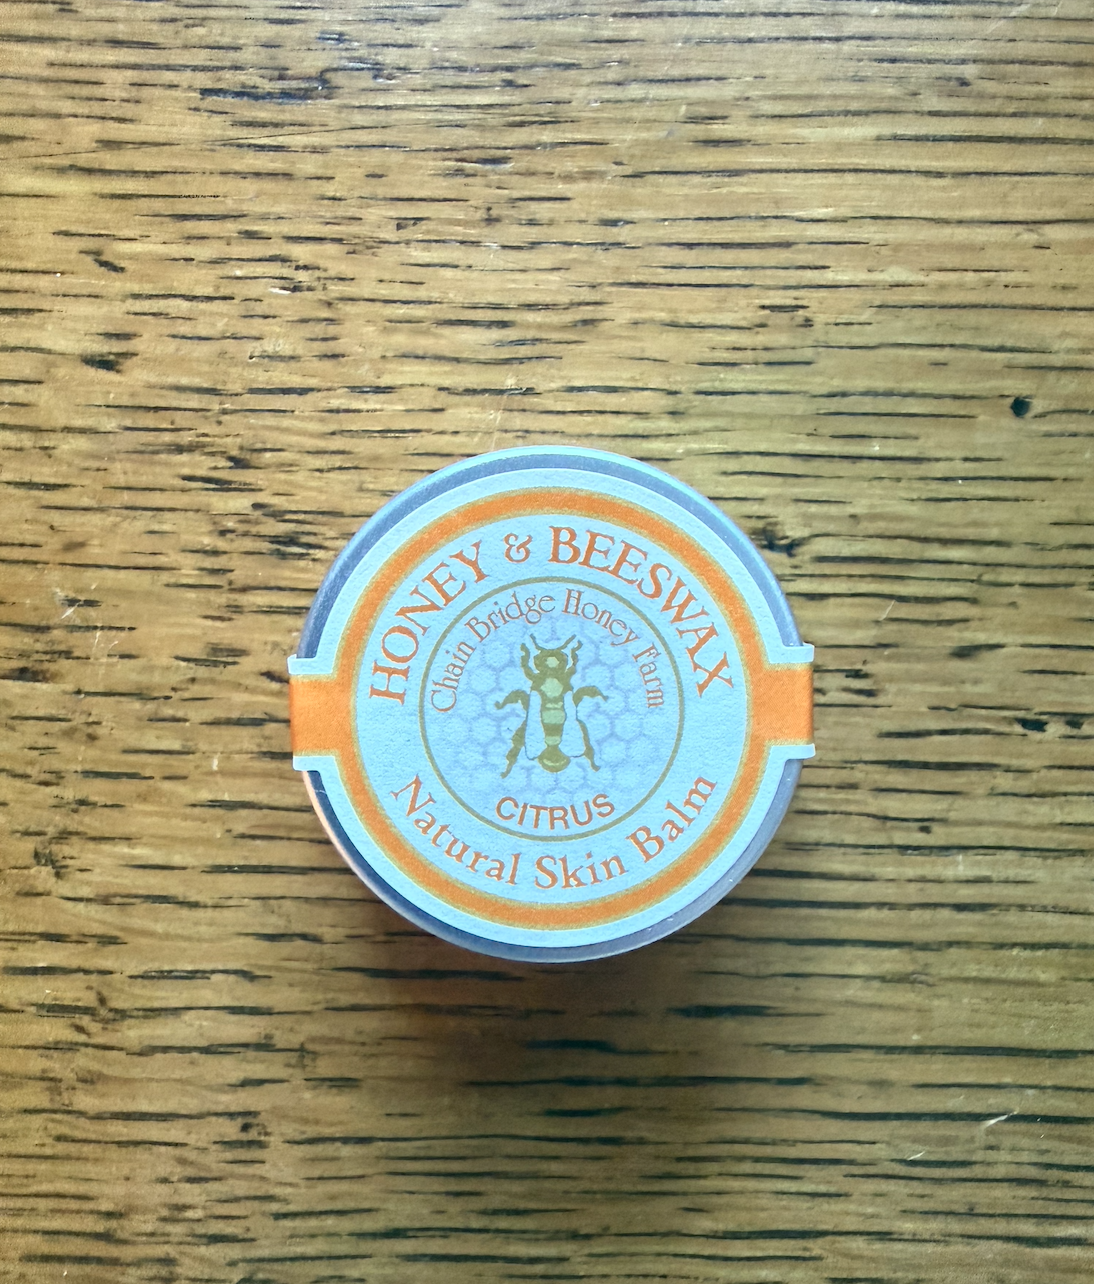 HONEY & BEESWAX
Chain Bridge Honey Farm
CITRUS
Natural Skin Balm